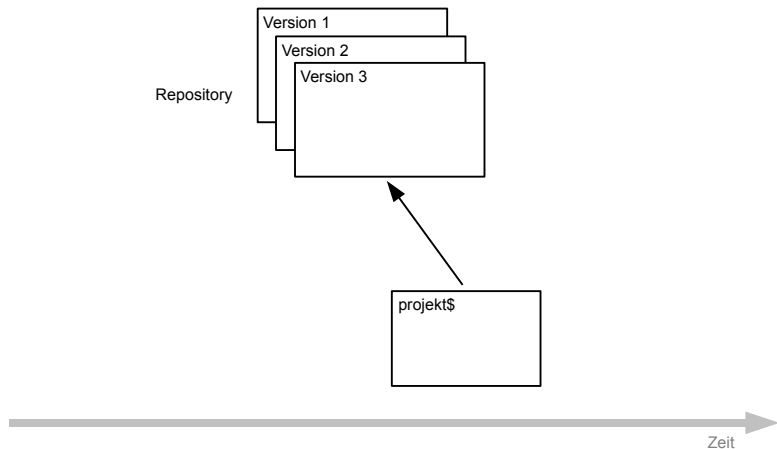 Version 1
Version 2
Version 3
Repository
projekt$
Zeit